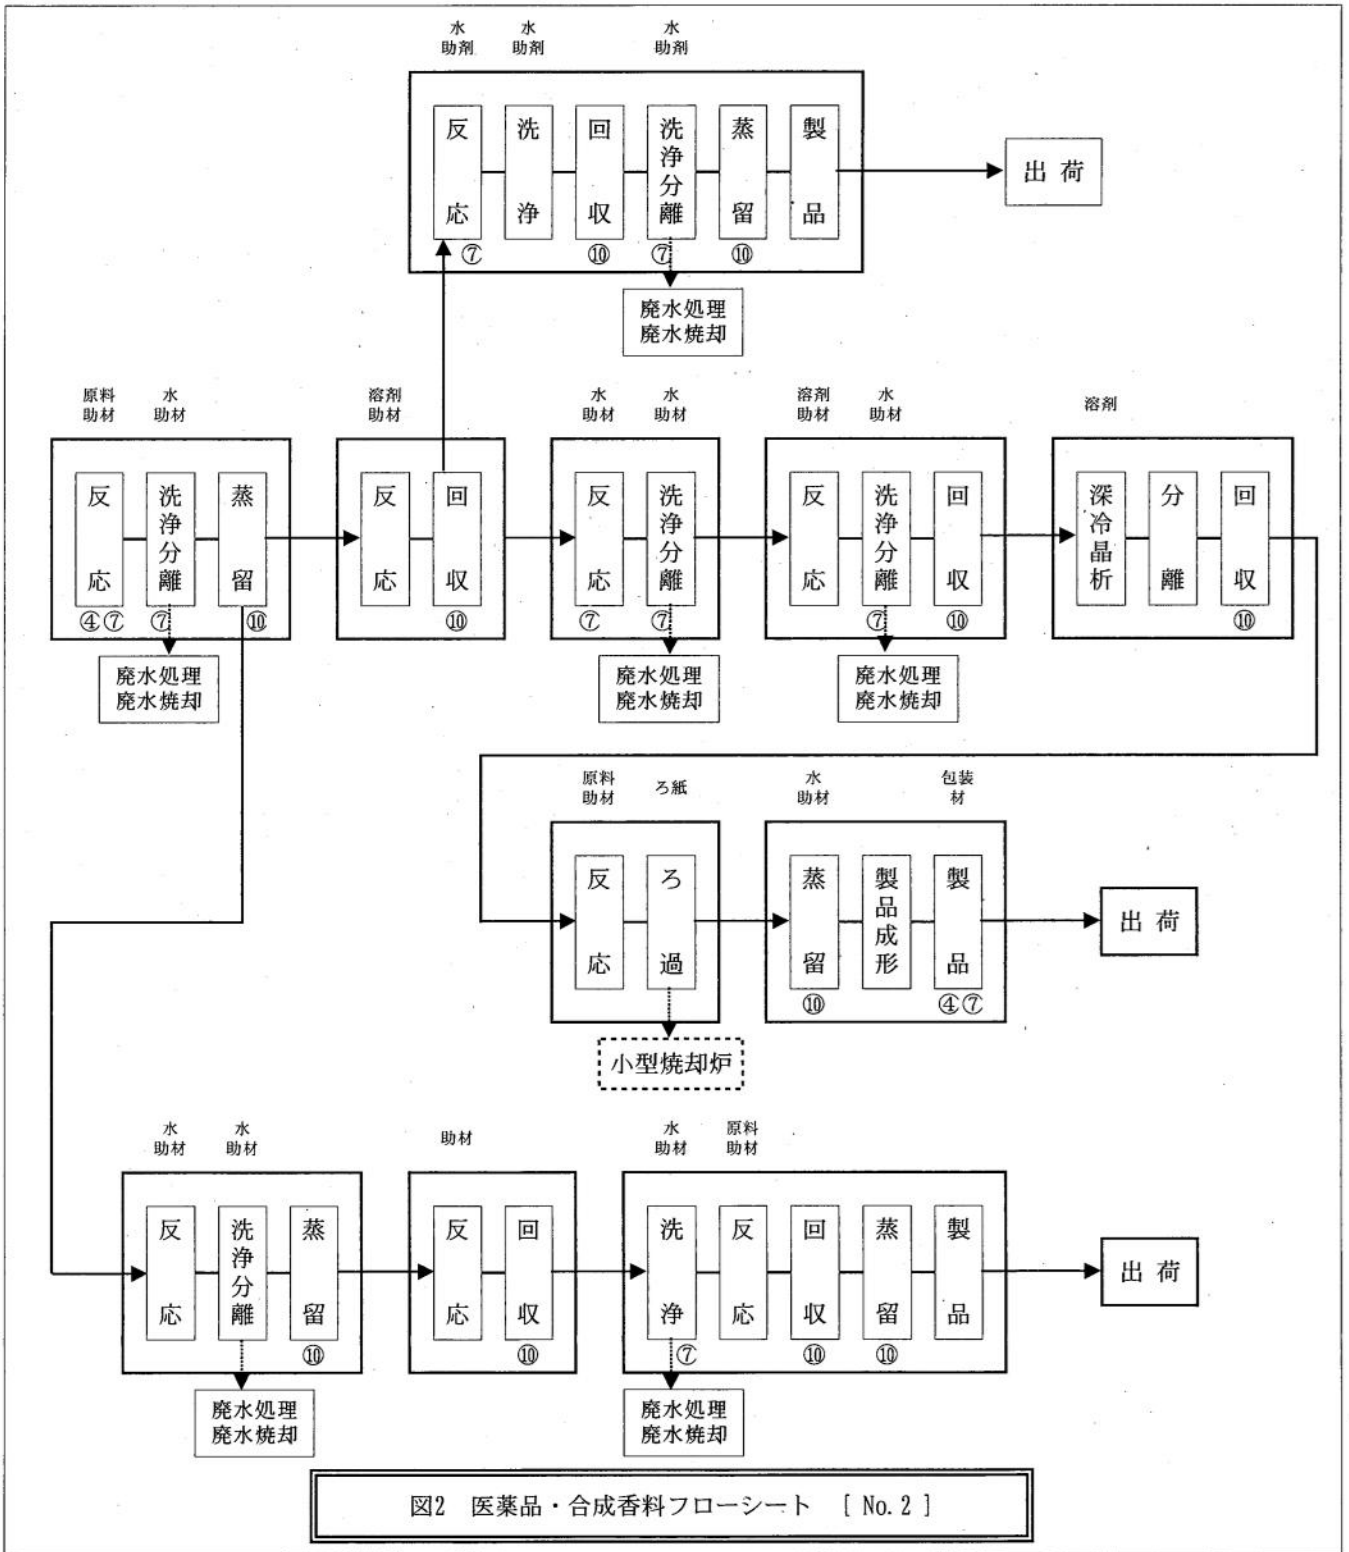 水 水 水
助剤 助剤 助剤
反応 洗浄 回収 洗浄分離 蒸留 製品
出荷
⑦ ⑩ ⑦ ⑩
廃水処理
廃水焼却
原料 水 溶剤 水 水 溶剤 水 溶剤
助材 助材 助材 助材 助材 助材 助材
反応 洗浄分離 蒸留 反応 回収 反応 洗浄分離 反応 洗浄分離 回収 深冷晶析 分離 回収
④⑦ ⑦ ⑩ ⑩ ⑦ ⑦ ⑦ ⑩ ⑩
廃水処理 廃水処理 廃水処理
廃水焼却 廃水焼却 廃水焼却
原料 ろ紙 水 包装
助材 助材 材
反応 ろ過 蒸留 製品成形 製品
出荷
⑩ ④⑦
小型焼却炉
水 水 助材 水 原料
助材 助材 助材 助材
反応 洗浄分離 蒸留 反応 回収 洗浄 反応 回収 蒸留 製品
出荷
⑩ ⑩ ⑦ ⑩ ⑩
廃水処理 廃水処理
廃水焼却 廃水焼却
図2 医薬品・合成香料フローシート [ No. 2 ]